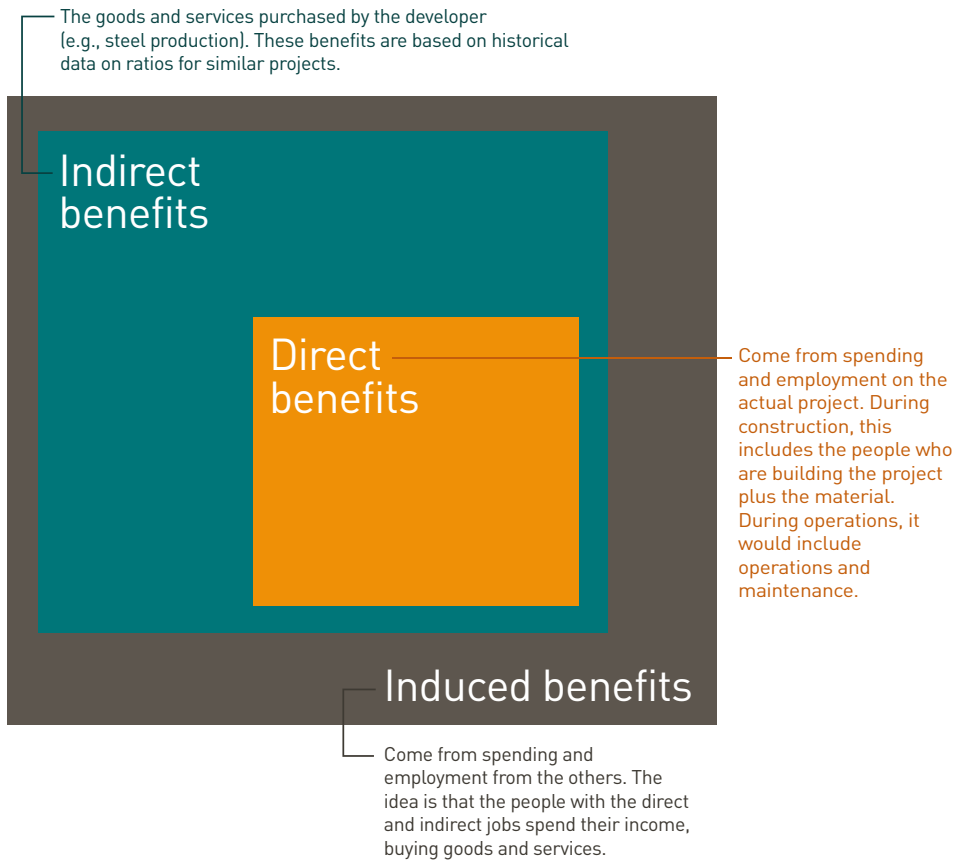 The goods and services purchased by the developer
(e.g., steel production). These benefits are based on historical
data on ratios for similar projects.
Indirect
benefits
Direct
benefits
Come from spending
and employment on the
actual project. During
construction, this
includes the people who
are building the project
plus the material.
During operations, it
would include
operations and
maintenance.
Induced benefits
Come from spending and
employment from the others. The
idea is that the people with the direct
and indirect jobs spend their income,
buying goods and services.